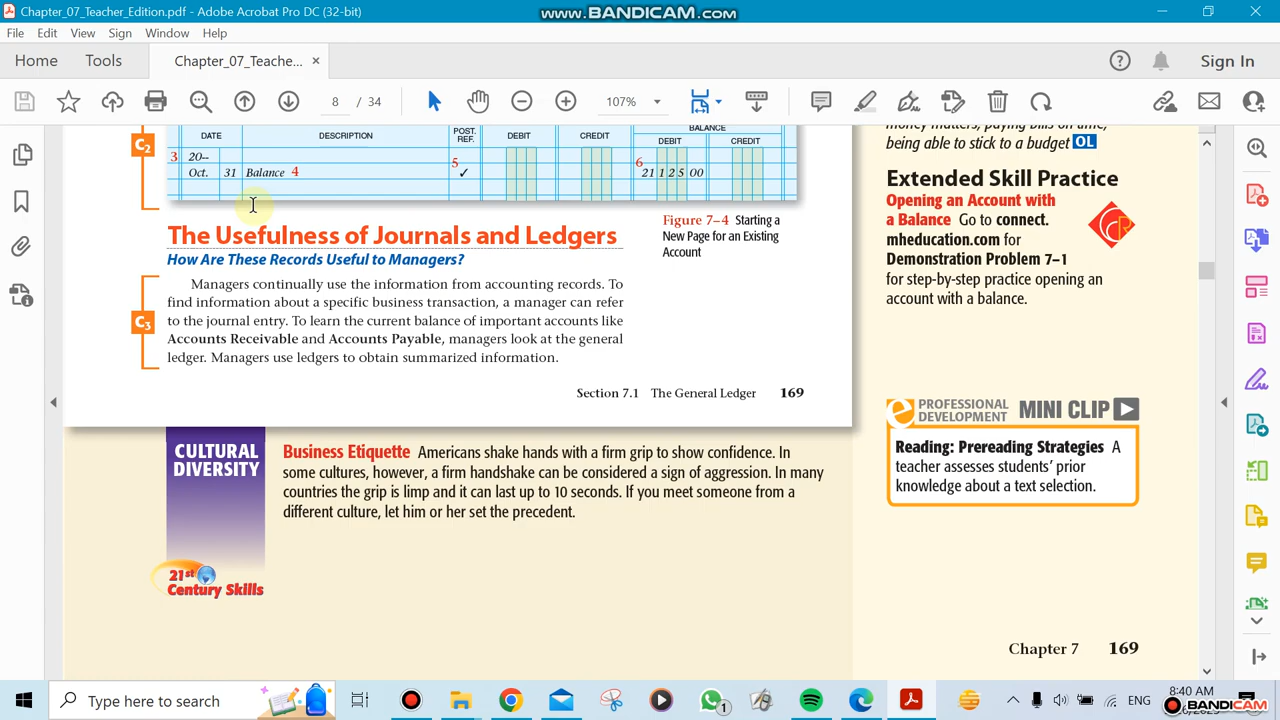 Chapter_07_Teacher_Edition.pdf - Adobe Acrobat Pro DC (32-bit)
www.BANDICAM.com
File Edit View Sign Window Help
Home Tools Chapter_07_Teache... × Sign In
8 / 34 107%
money matters, paying bills on time,
being able to stick to a budget OL
C2
DATE DESCRIPTION POST. REF. DEBIT CREDIT BALANCE
DEBIT CREDIT
3 20-- 5 6
Oct. 31 Balance 4 ✓ 21 1 2 5 00
Figure 7–4 Starting a
New Page for an Existing
Account
The Usefulness of Journals and Ledgers
How Are These Records Useful to Managers?
C3
Managers continually use the information from accounting records. To
find information about a specific business transaction, a manager can refer
to the journal entry. To learn the current balance of important accounts like
Accounts Receivable and Accounts Payable, managers look at the general
ledger. Managers use ledgers to obtain summarized information.
Section 7.1 The General Ledger 169
Extended Skill Practice
Opening an Account with
a Balance Go to connect.
mheducation.com for
Demonstration Problem 7–1
for step-by-step practice opening an
account with a balance.
CR
e PROFESSIONAL
DEVELOPMENT MINI CLIP
Reading: Prereading Strategies A
teacher assesses students' prior
knowledge about a text selection.
CULTURAL
DIVERSITY
Business Etiquette Americans shake hands with a firm grip to show confidence. In
some cultures, however, a firm handshake can be considered a sign of aggression. In many
countries the grip is limp and it can last up to 10 seconds. If you meet someone from a
different culture, let him or her set the precedent.
21st
Century Skills
Chapter 7 169
Type here to search
1
ENG
8:40 AM
BANDICAM